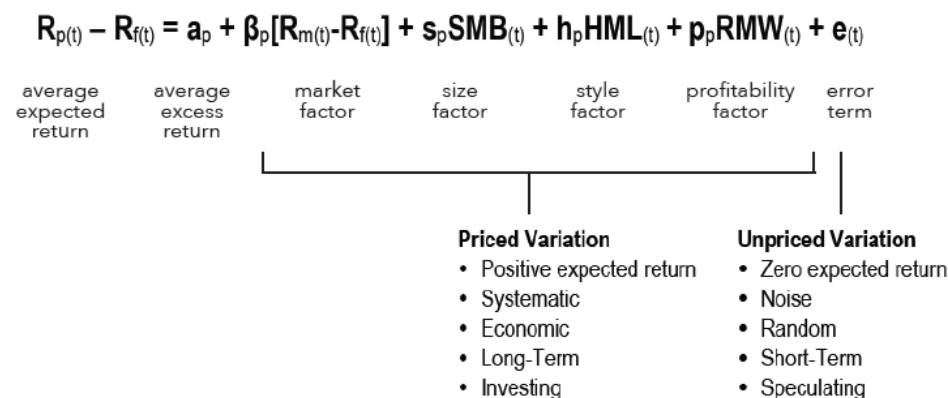 Rp(t) – Rf(t) = ap + βp[Rm(t)-Rf(t)] + spSMB(t) + hpHML(t) + ppRMW(t) + e(t)
average expected return
average excess return
market factor
size factor
style factor
profitability factor
error term
Priced Variation
• Positive expected return
• Systematic
• Economic
• Long-Term
• Investing
Unpriced Variation
• Zero expected return
• Noise
• Random
• Short-Term
• Speculating